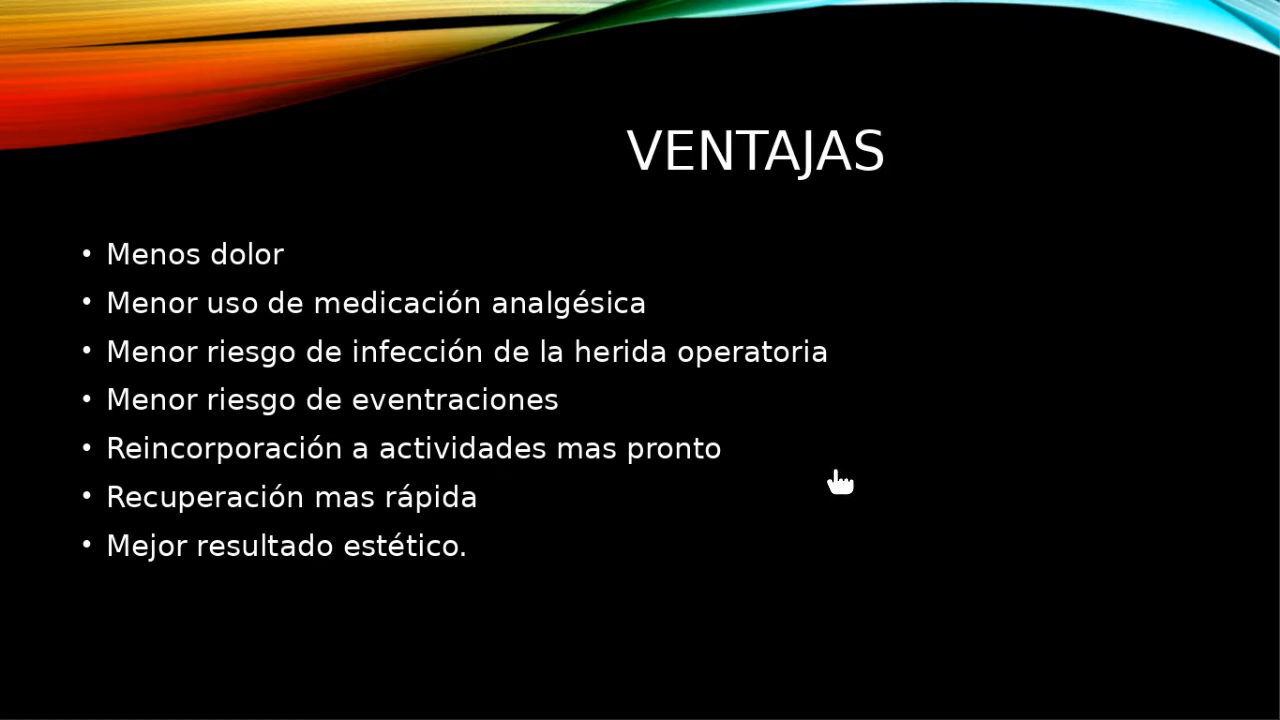 VENTAJAS
• Menos dolor
• Menor uso de medicación analgésica
• Menor riesgo de infección de la herida operatoria
• Menor riesgo de eventraciones
• Reincorporación a actividades mas pronto
• Recuperación mas rápida
• Mejor resultado estético.